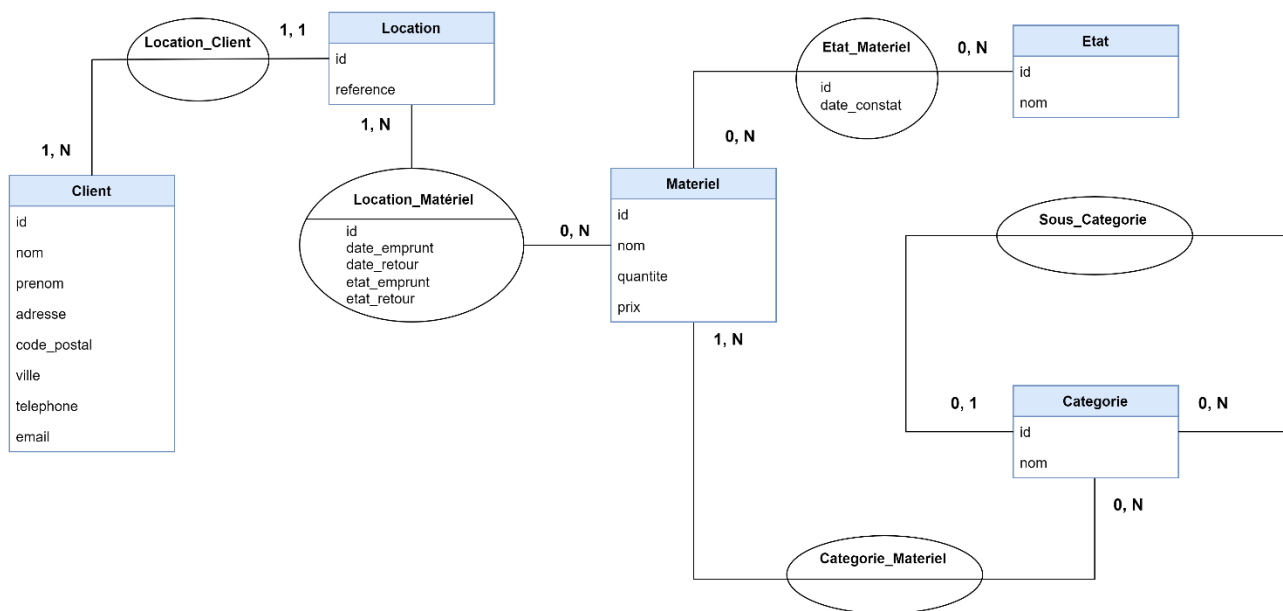 Location_Client
1, 1
Location
id
reference
1, N
1, N
Client
id
nom
prenom
adresse
code_postal
ville
telephone
email
Location_Matériel
id
date_emprunt
date_retour
etat_emprunt
etat_retour
0, N
Etat_Materiel
id
date_constat
0, N
Etat
id
nom
0, N
Materiel
id
nom
quantite
prix
1, N
Sous_Categorie
0, 1
Categorie
id
nom
0, N
0, N
Categorie_Materiel